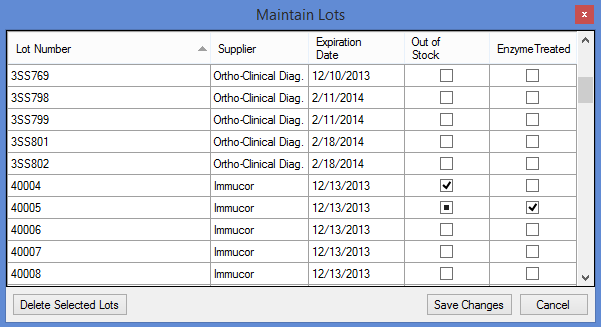 Maintain Lots
x
Lot Number Supplier Expiration Date Out of Stock EnzymeTreated
3SS769 Ortho-Clinical Diag. 12/10/2013
3SS798 Ortho-Clinical Diag. 2/11/2014
3SS799 Ortho-Clinical Diag. 2/11/2014
3SS801 Ortho-Clinical Diag. 2/18/2014
3SS802 Ortho-Clinical Diag. 2/18/2014
40004 Immucor 12/13/2013
40005 Immucor 12/13/2013
40006 Immucor 12/13/2013
40007 Immucor 12/13/2013
40008 Immucor 12/13/2013
Delete Selected Lots Save Changes Cancel